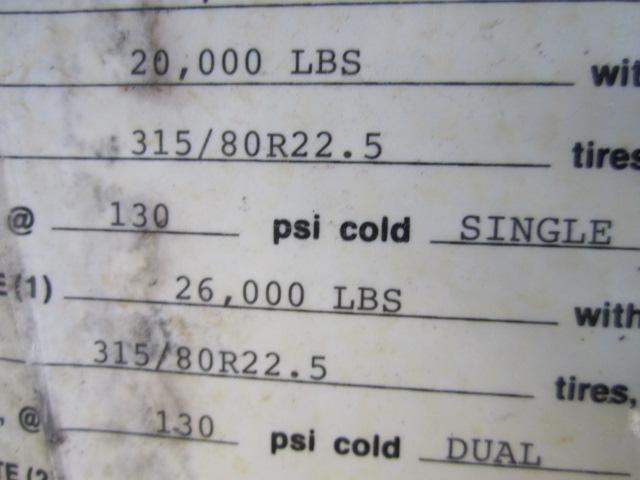 20,000 LBS
315/80R22.5 tires
@ 130 psi cold SINGLE
(1) 26,000 LBS with
315/80R22.5 tires,
, @ 130 psi cold DUAL